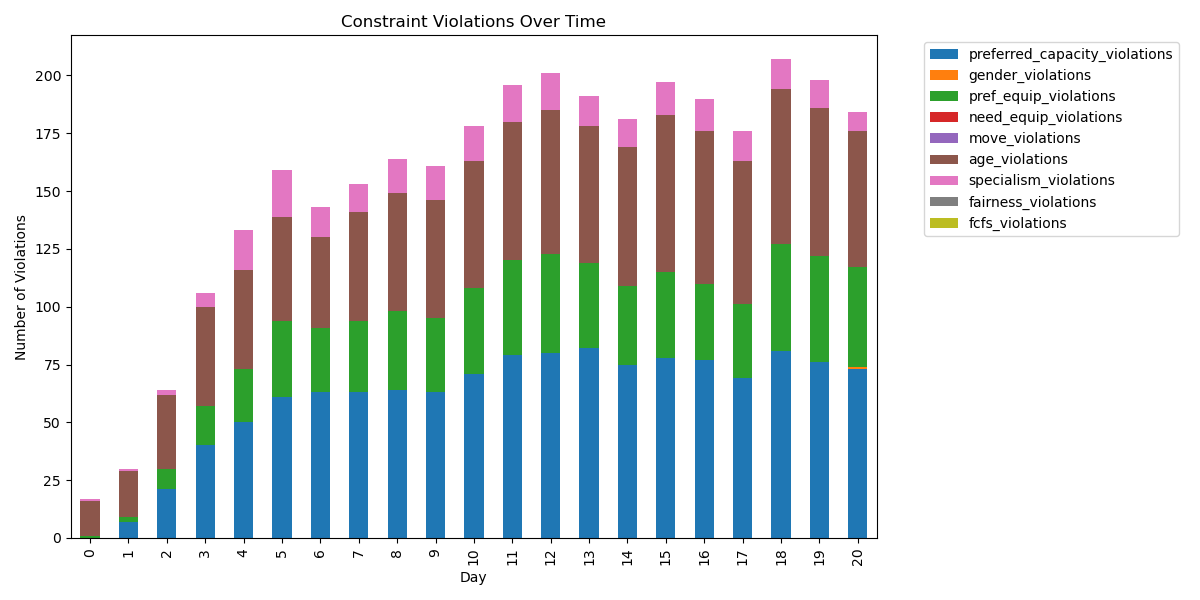 Constraint Violations Over Time
Number of Violations
200
175
150
125
100
75
50
25
0
0 1 2 3 4 5 6 7 8 9 10 11 12 13 14 15 16 17 18 19 20
Day
preferred_capacity_violations
gender_violations
pref_equip_violations
need_equip_violations
move_violations
age_violations
specialism_violations
fairness_violations
fcfs_violations